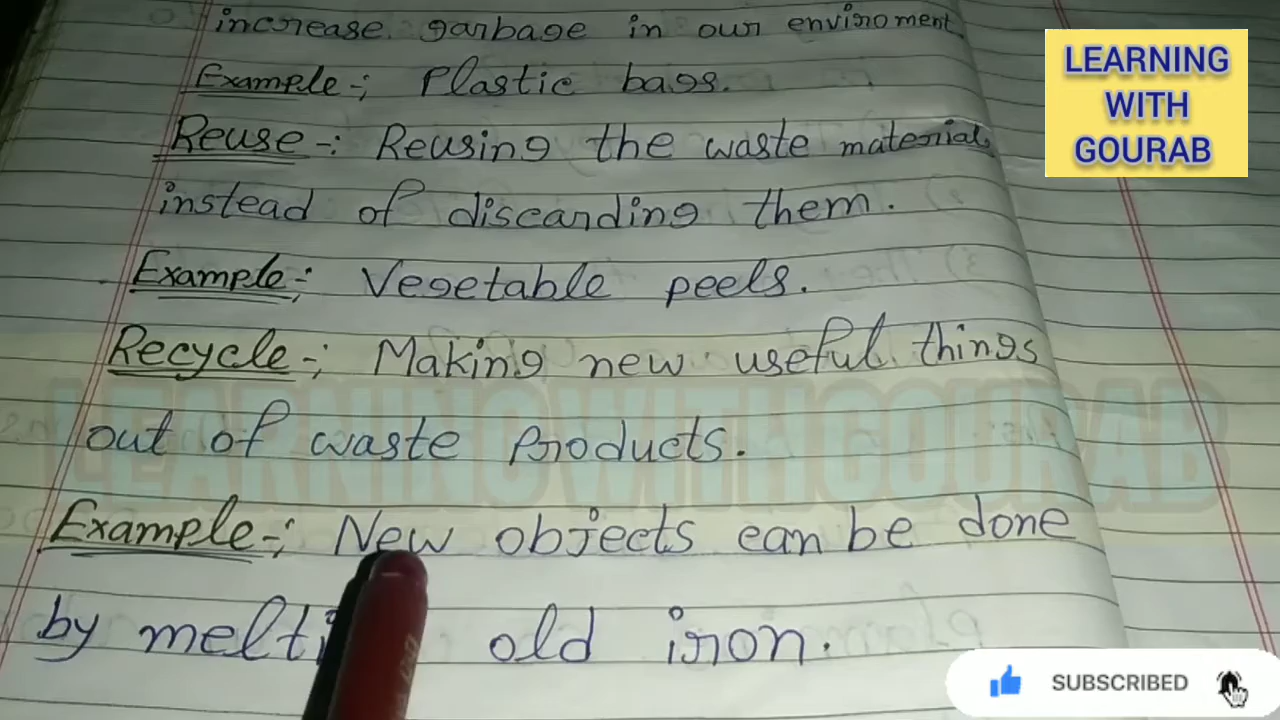 increase garbage in our enviroment
Example-; Plastic bags.
Reuse-: Reusing the waste materials
instead of discarding them.
Example-: Vegetable peels.
Recycle-; Making new useful things
out of waste Products.
Example-; New objects can be done
by old iron.
LEARNING
WITH
GOURAB
LEARNINGWITHGOURAB
SUBSCRIBED